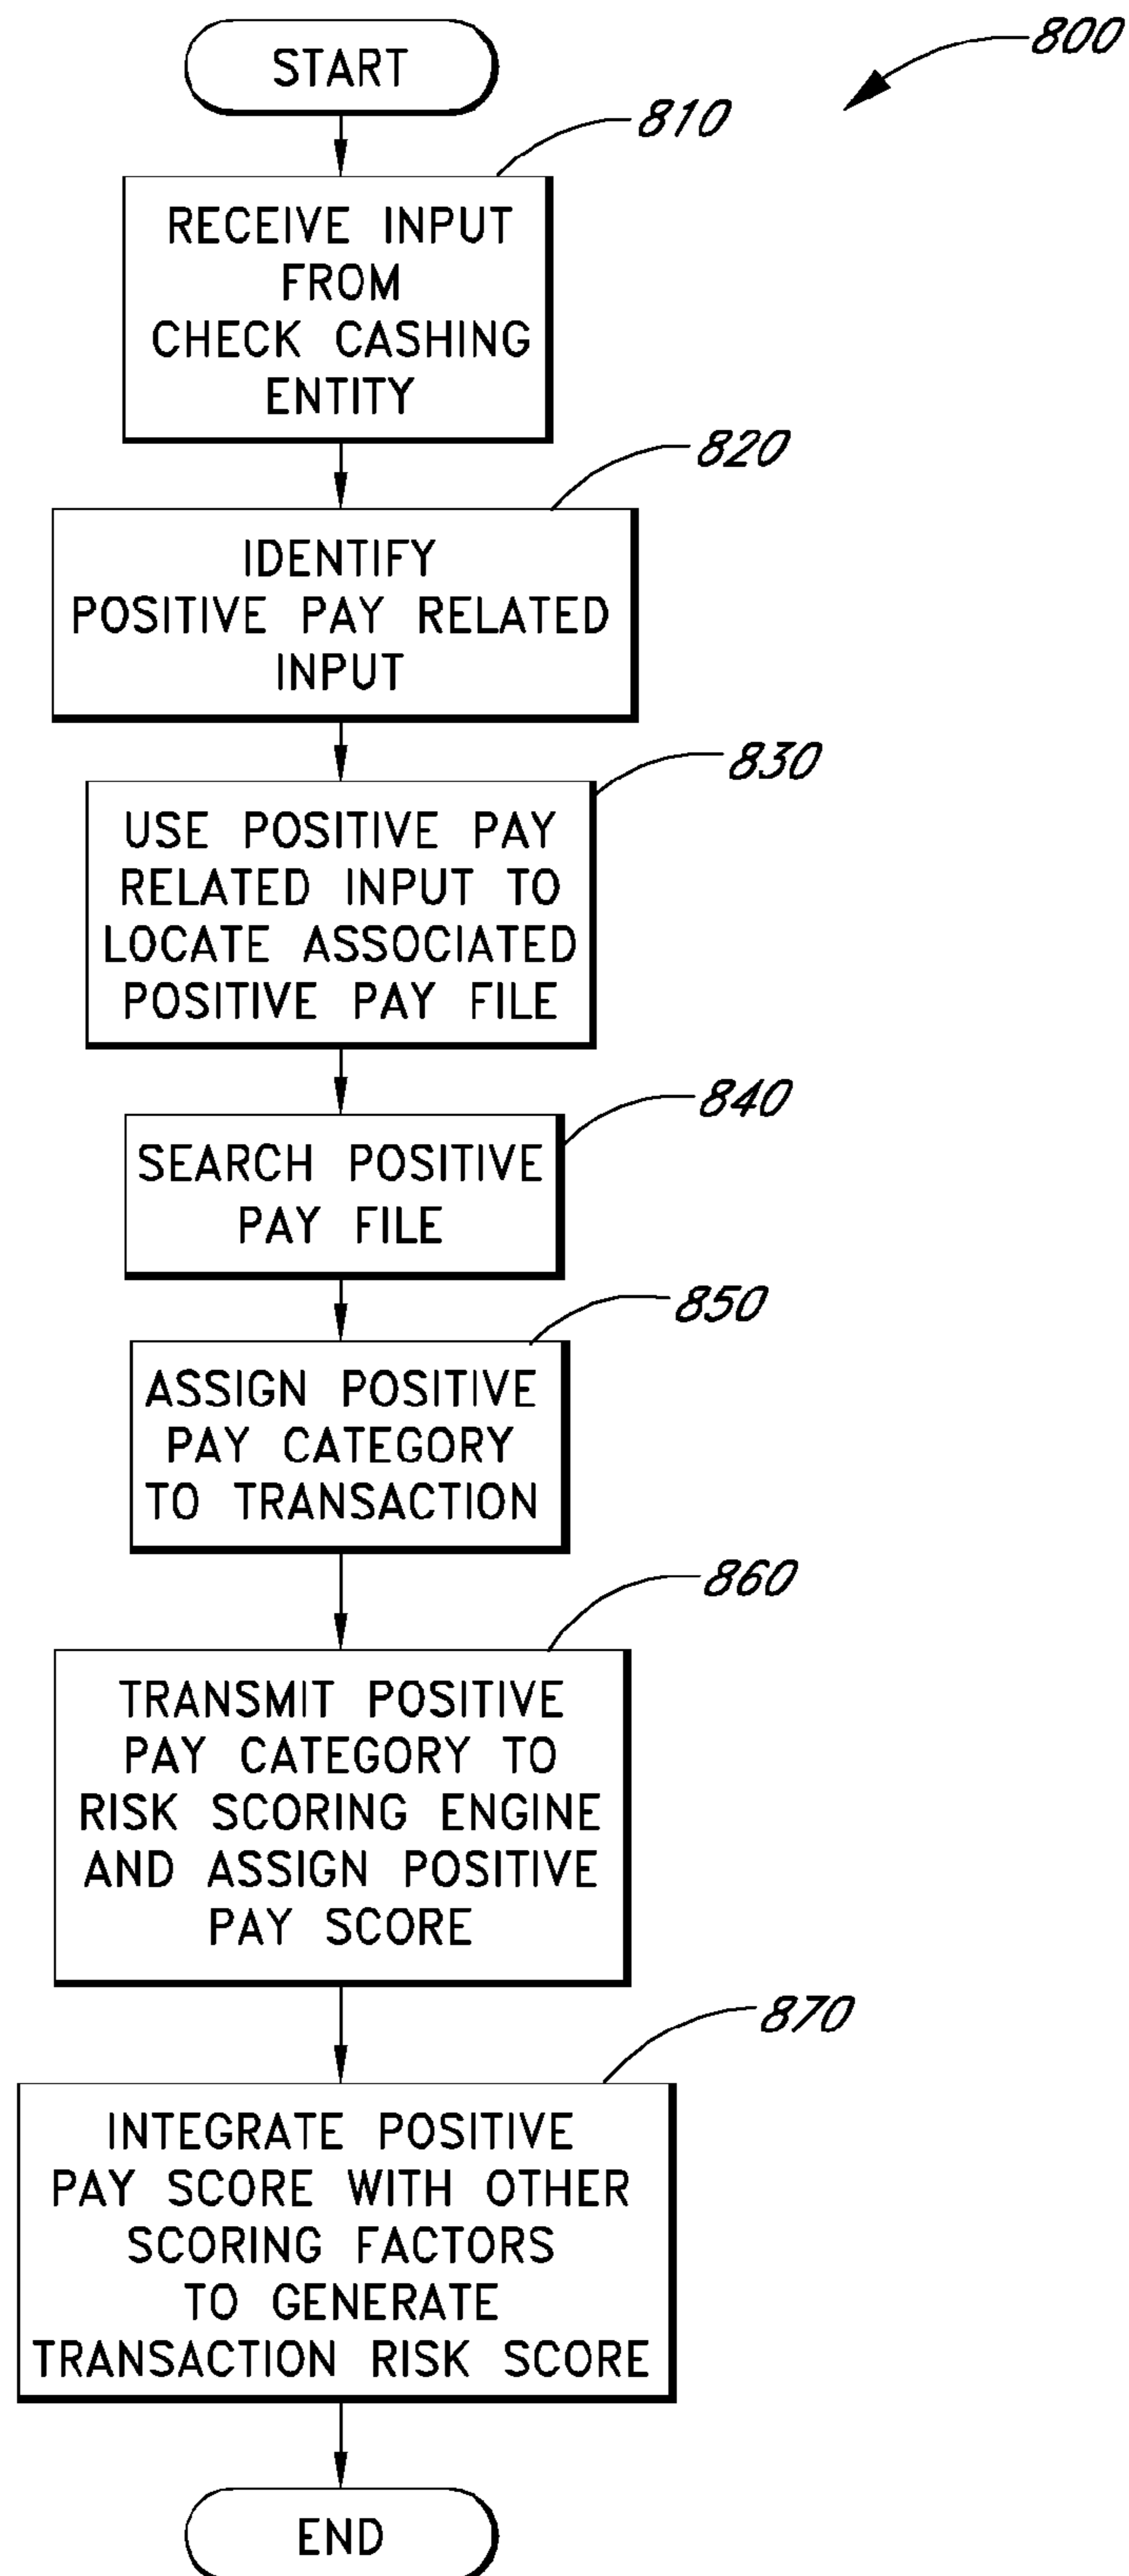 START
800
810
RECEIVE INPUT
FROM
CHECK CASHING
ENTITY
820
IDENTIFY
POSITIVE PAY RELATED
INPUT
830
USE POSITIVE PAY
RELATED INPUT TO
LOCATE ASSOCIATED
POSITIVE PAY FILE
840
SEARCH POSITIVE
PAY FILE
850
ASSIGN POSITIVE
PAY CATEGORY
TO TRANSACTION
860
TRANSMIT POSITIVE
PAY CATEGORY TO
RISK SCORING ENGINE
AND ASSIGN POSITIVE
PAY SCORE
870
INTEGRATE POSITIVE
PAY SCORE WITH OTHER
SCORING FACTORS
TO GENERATE
TRANSACTION RISK SCORE
END